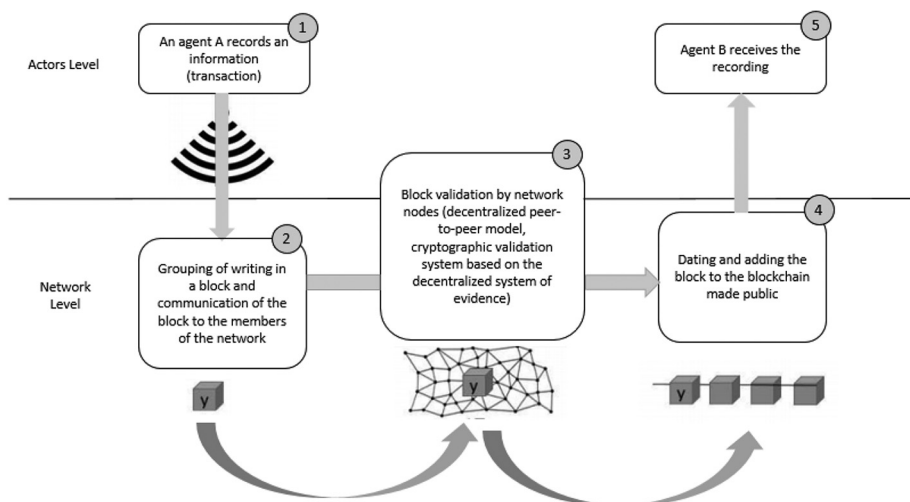 Actors Level
1
An agent A records an
information
(transaction)
5
Agent B receives the
recording
3
Block validation by network
nodes (decentralized peer-
to-peer model,
cryptographic validation
system based on the
decentralized system of
evidence)
Network
Level
2
Grouping of writing in
a block and
communication of the
block to the members
of the network
4
Dating and adding the
block to the blockchain
made public
y
y
y